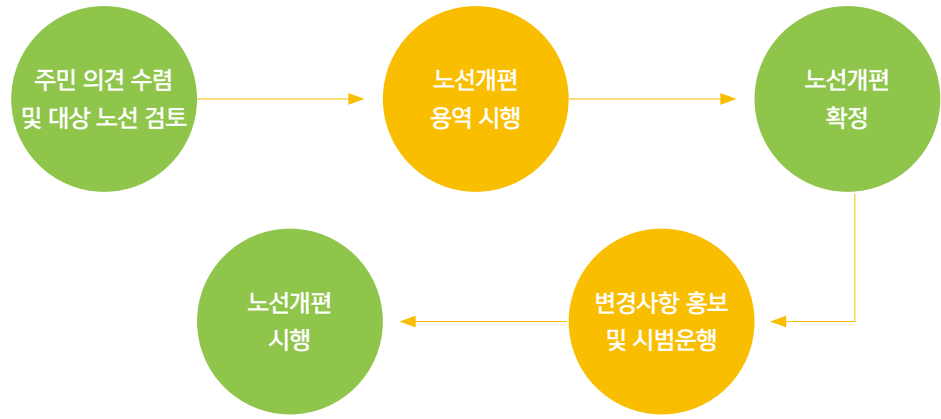 주민 의견 수렴
및 대상 노선 검토
노선개편
용역 시행
노선개편
확정
변경사항 홍보
및 시범운행
노선개편
시행